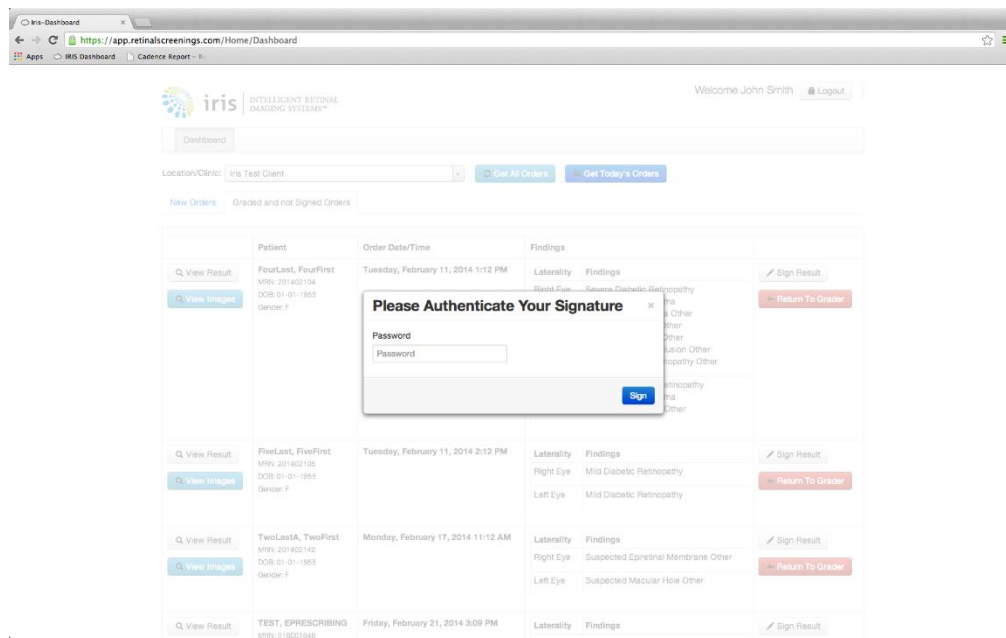 Iris-Dashboard
https://app.retinalscreenings.com/Home/Dashboard
Apps IRIS Dashboard Cadence Report -
iris INTELLIGENT RETINAL
IMAGING SYSTEMS™
Welcome John Smith Logout
Dashboard
Location/Clinic: Iris Test Client Get All Orders Get Today's Orders
New Orders Graded and not Signed Orders
Patient Order Date/Time Findings
View Result FourLast, FourFirst Tuesday, February 11, 2014 1:12 PM Laterality Findings Sign Result
MRN: 201402104
Right Eye Severe Diabetic Retinopathy
View Images DOB: 01-01-1955 Return To Grader
Gender: F
Other
Other
Other
Other
Other
Please Authenticate Your Signature ×
Password
Password
Sign
View Result FiveLast, FiveFirst Tuesday, February 11, 2014 2:12 PM Laterality Findings Sign Result
MRN: 201402105
Right Eye Mild Diabetic Retinopathy
View Images DOB: 01-01-1955 Return To Grader
Gender: F
Left Eye Mild Diabetic Retinopathy
View Result TwoLastA, TwoFirst Monday, February 17, 2014 11:12 AM Laterality Findings Sign Result
MRN: 201402142
Right Eye Suspected Epiretinal Membrane Other
View Images DOB: 01-01-1955 Return To Grader
Gender: F
Left Eye Suspected Macular Hole Other
View Result TEST, EPRESCRIBING Friday, February 21, 2014 3:09 PM Laterality Findings Sign Result
MRN: 018001646